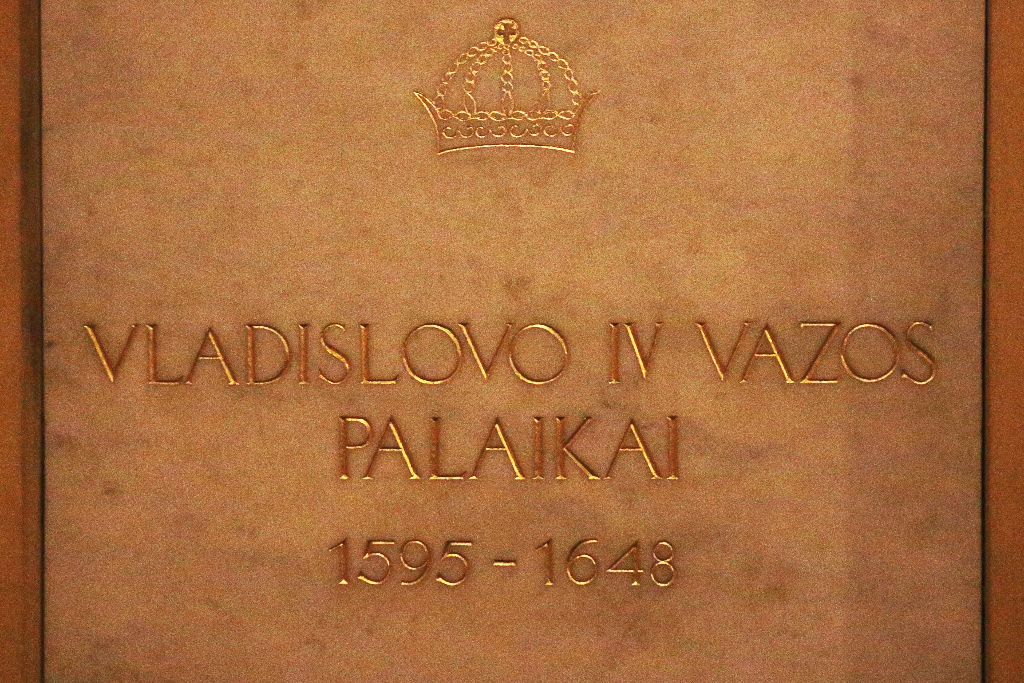 VLADISLOVO IV VAZOS
PALAIKAI
1595 - 1648